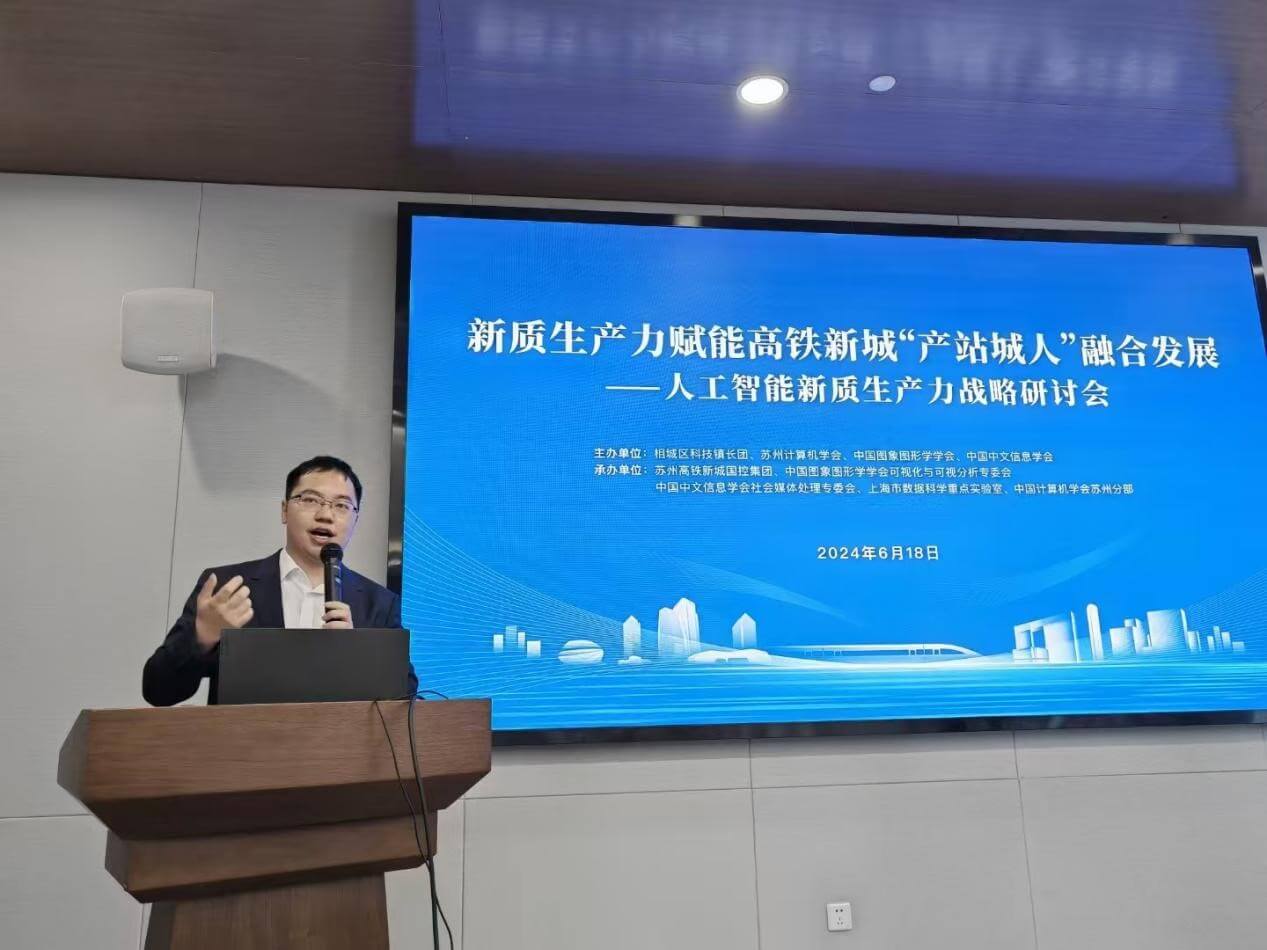 新质生产力赋能高铁新城“产站城人”融合发展
——人工智能新质生产力战略研讨会
主办单位：相城区科技镇长团、苏州计算机学会、中国图象图形学学会、中国中文信息学会
承办单位：苏州高铁新城国控集团、中国图象图形学学会可视化与可视分析专委会
中国中文信息学会社会媒体处理专委会、上海市数据科学重点实验室、中国计算机学会苏州分部
2024年6月18日